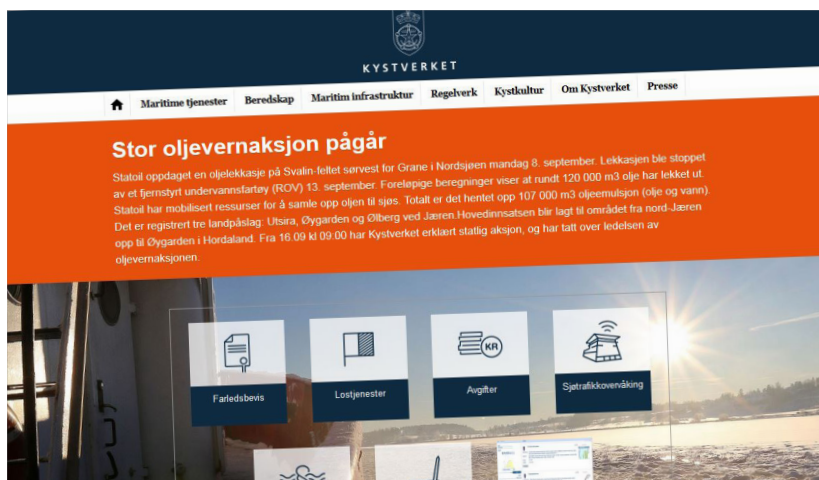 KYSTVERKET
Maritime tjenester Beredskap Maritim infrastruktur Regelverk Kystkultur Om Kystverket Presse
Stor oljevernaksjon pågår
Statoil oppdaget en oljelekkasje på Svalin-feltet sørvest for Grane i Nordsjøen mandag 8. september. Lekkasjen ble stoppet
av et fjernstyrt undervannsfartøy (ROV) 13. september. Foreløpige beregninger viser at rundt 120 000 m3 olje har lekket ut.
Statoil har mobilisert ressurser for å samle opp oljen til sjøs. Totalt er det hentet opp 107 000 m3 oljeemulsjon (olje og vann).
Det er registrert tre landpåslag: Utsira, Øygarden og Ølberg ved Jæren.Hovedinnsatsen blir lagt til området fra nord-Jæren
opp til Øygarden i Hordaland. Fra 16.09 kl 09:00 har Kystverket erklært statlig aksjon, og har tatt over ledelsen av
oljevernaksjonen.
KR
Farledsbevis Lostjenester Avgifter Sjøtrafikkovervåking